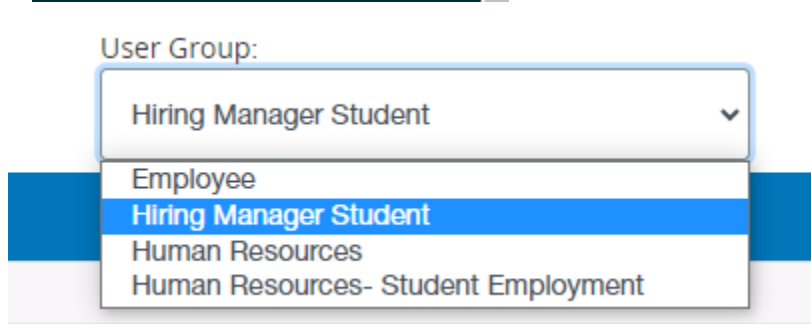 User Group:
Hiring Manager Student
Employee
Hiring Manager Student
Human Resources
Human Resources- Student Employment